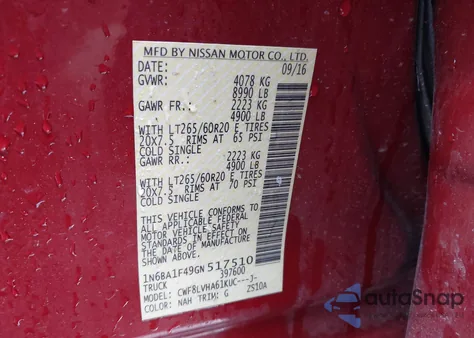 MFD BY NISSAN MOTOR CO., LTD.
DATE: 09/16
GVWR: 4078 KG
8990 LB
GAWR FR.: 2223 KG
4900 LB
WITH LT265/60R20 E TIRES
20x7.5 RIMS AT 65 PSI
COLD SINGLE
GAWR RR.: 2223 KG
4900 LB
WITH LT265/60R20 E TIRES
20x7.5 RIMS AT 70 PSI
COLD SINGLE
THIS VEHICLE CONFORMS TO
ALL APPLICABLE FEDERAL
MOTOR VEHICLE SAFETY
STANDARDS IN EFFECT ON
THE DATE OF MANUFACTURE
SHOWN ABOVE
1N6BA1F49GN517510
TRUCK 397600
MODEL: CWF8LVHA61KUC---J-
COLOR: NAH TRIM: G 2S10A
AutoSnap